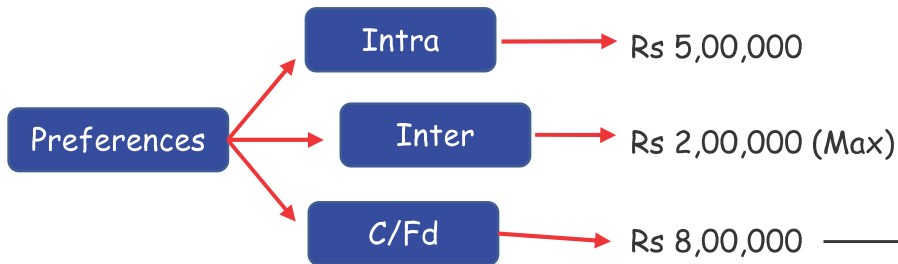 Intra Rs 5,00,000
Preferences Inter Rs 2,00,000 (Max)
C/Fd Rs 8,00,000